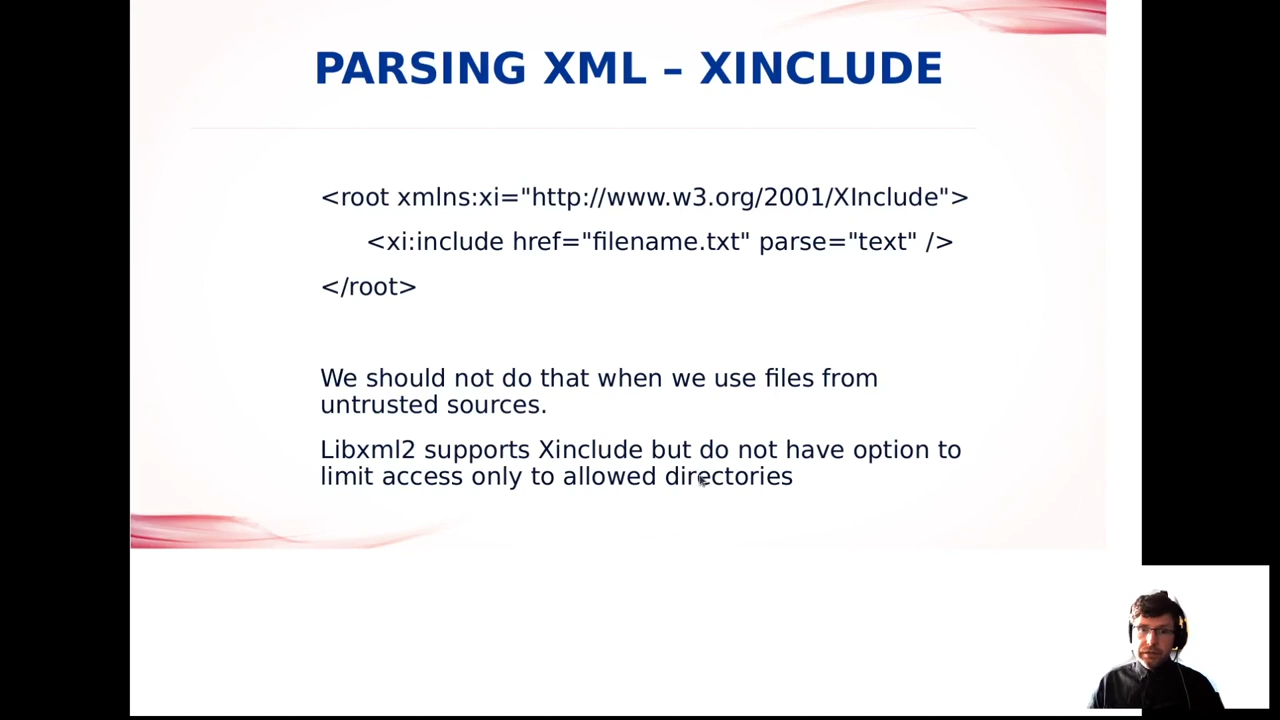 PARSING XML – XINCLUDE
<root xmlns:xi="http://www.w3.org/2001/XInclude">
<xi:include href="filename.txt" parse="text" />
</root>
We should not do that when we use files from
untrusted sources.
Libxml2 supports Xinclude but do not have option to
limit access only to allowed directories